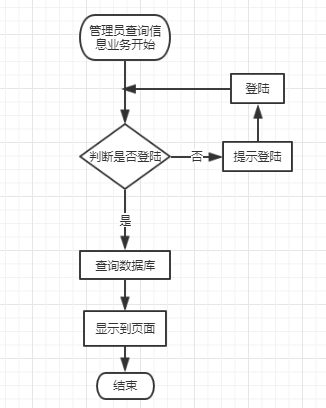 管理员查询信
息业务开始
登陆
判断是否登陆
否
提示登陆
是
查询数据库
显示到页面
结束